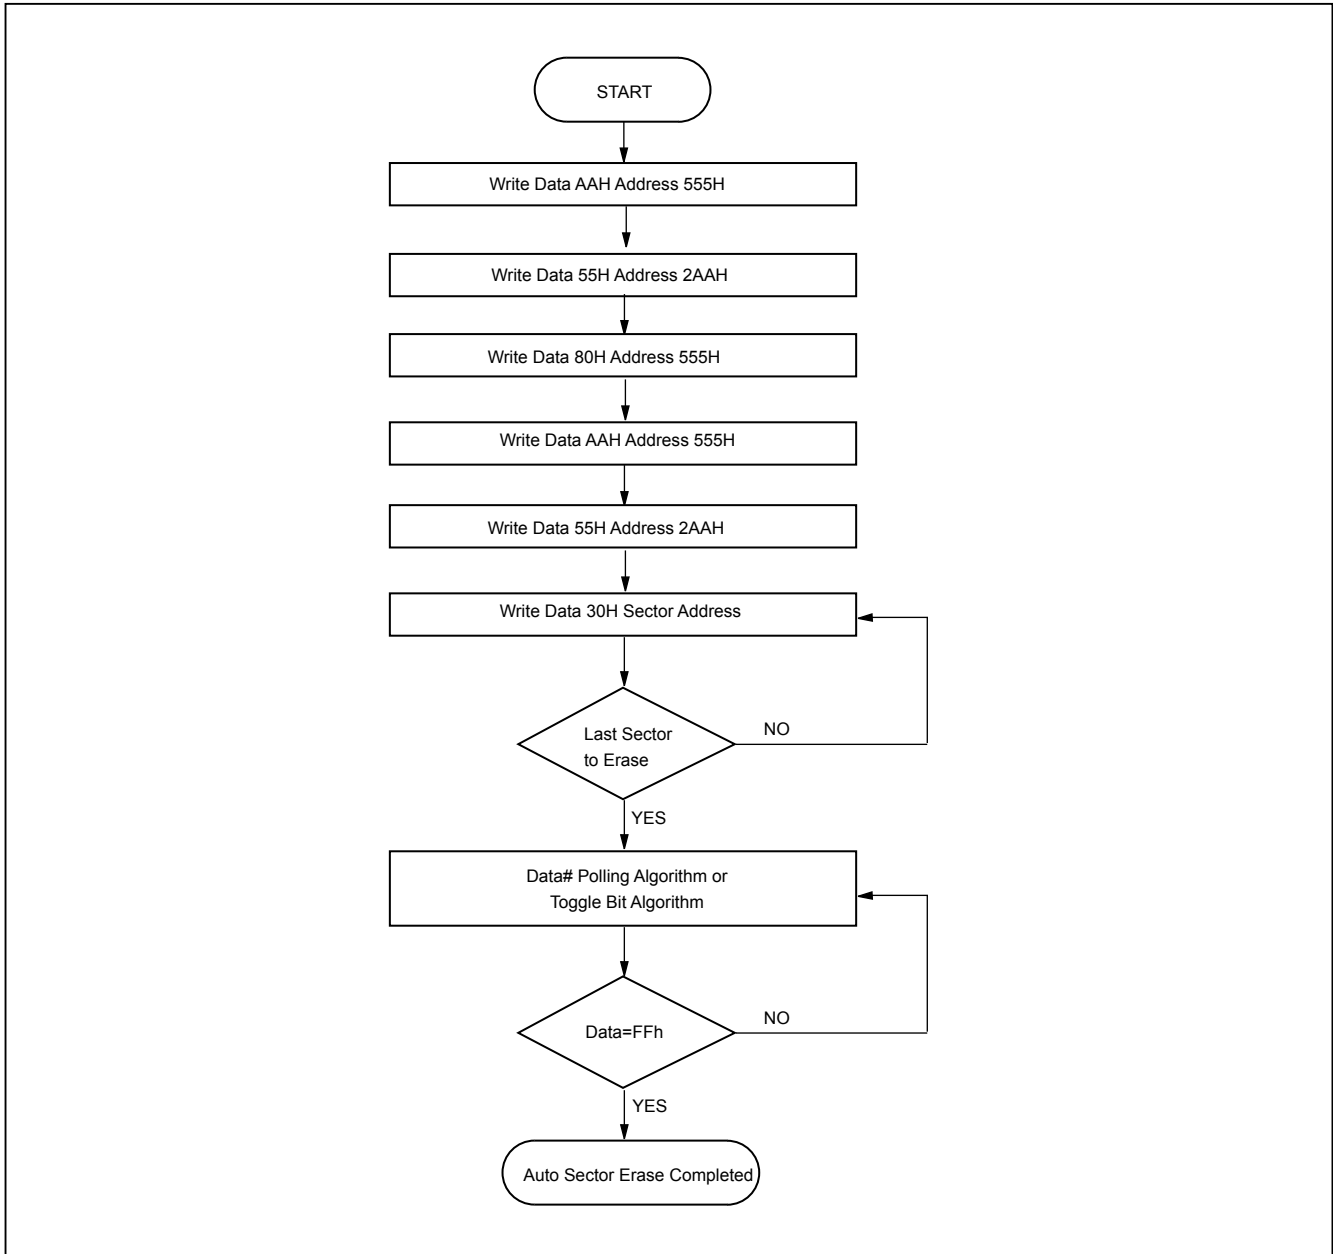 START
Write Data AAH Address 555H
Write Data 55H Address 2AAH
Write Data 80H Address 555H
Write Data AAH Address 555H
Write Data 55H Address 2AAH
Write Data 30H Sector Address
Last Sector
to Erase
NO
YES
Data# Polling Algorithm or
Toggle Bit Algorithm
Data=FFh
NO
YES
Auto Sector Erase Completed